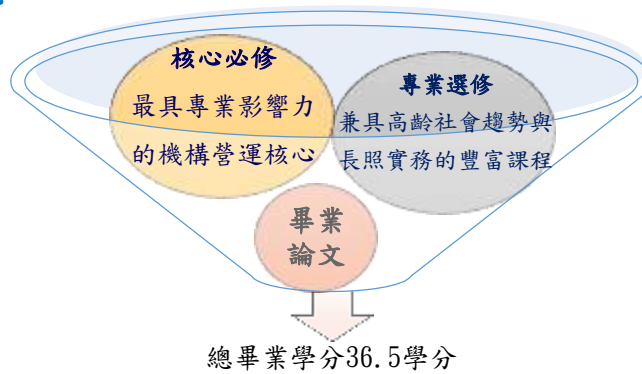 核心必修
最具專業影響力
的機構營運核心
專業選修
兼具高齡社會趨勢與
長照實務的豐富課程
畢業
論文
總畢業學分36.5學分